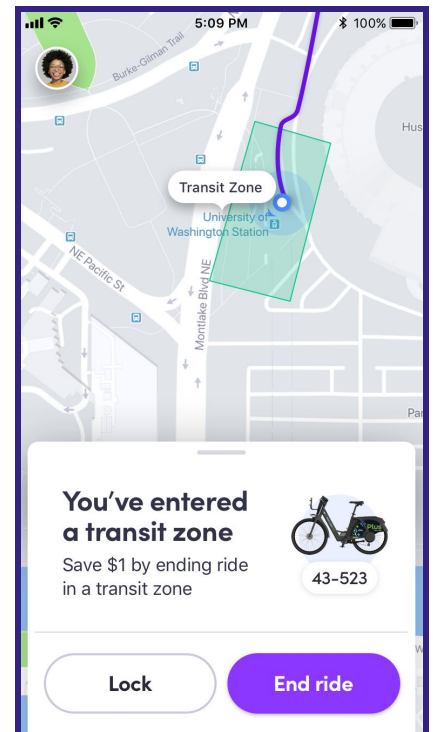 5:09 PM
100%
Burke-Gilman Trail
Hus
Transit Zone
University of
Washington Station
NE Pacific St
Montlake Blvd NE
Pa
You've entered
a transit zone
Save $1 by ending ride
in a transit zone
Plus
43-523
W
Lock
End ride